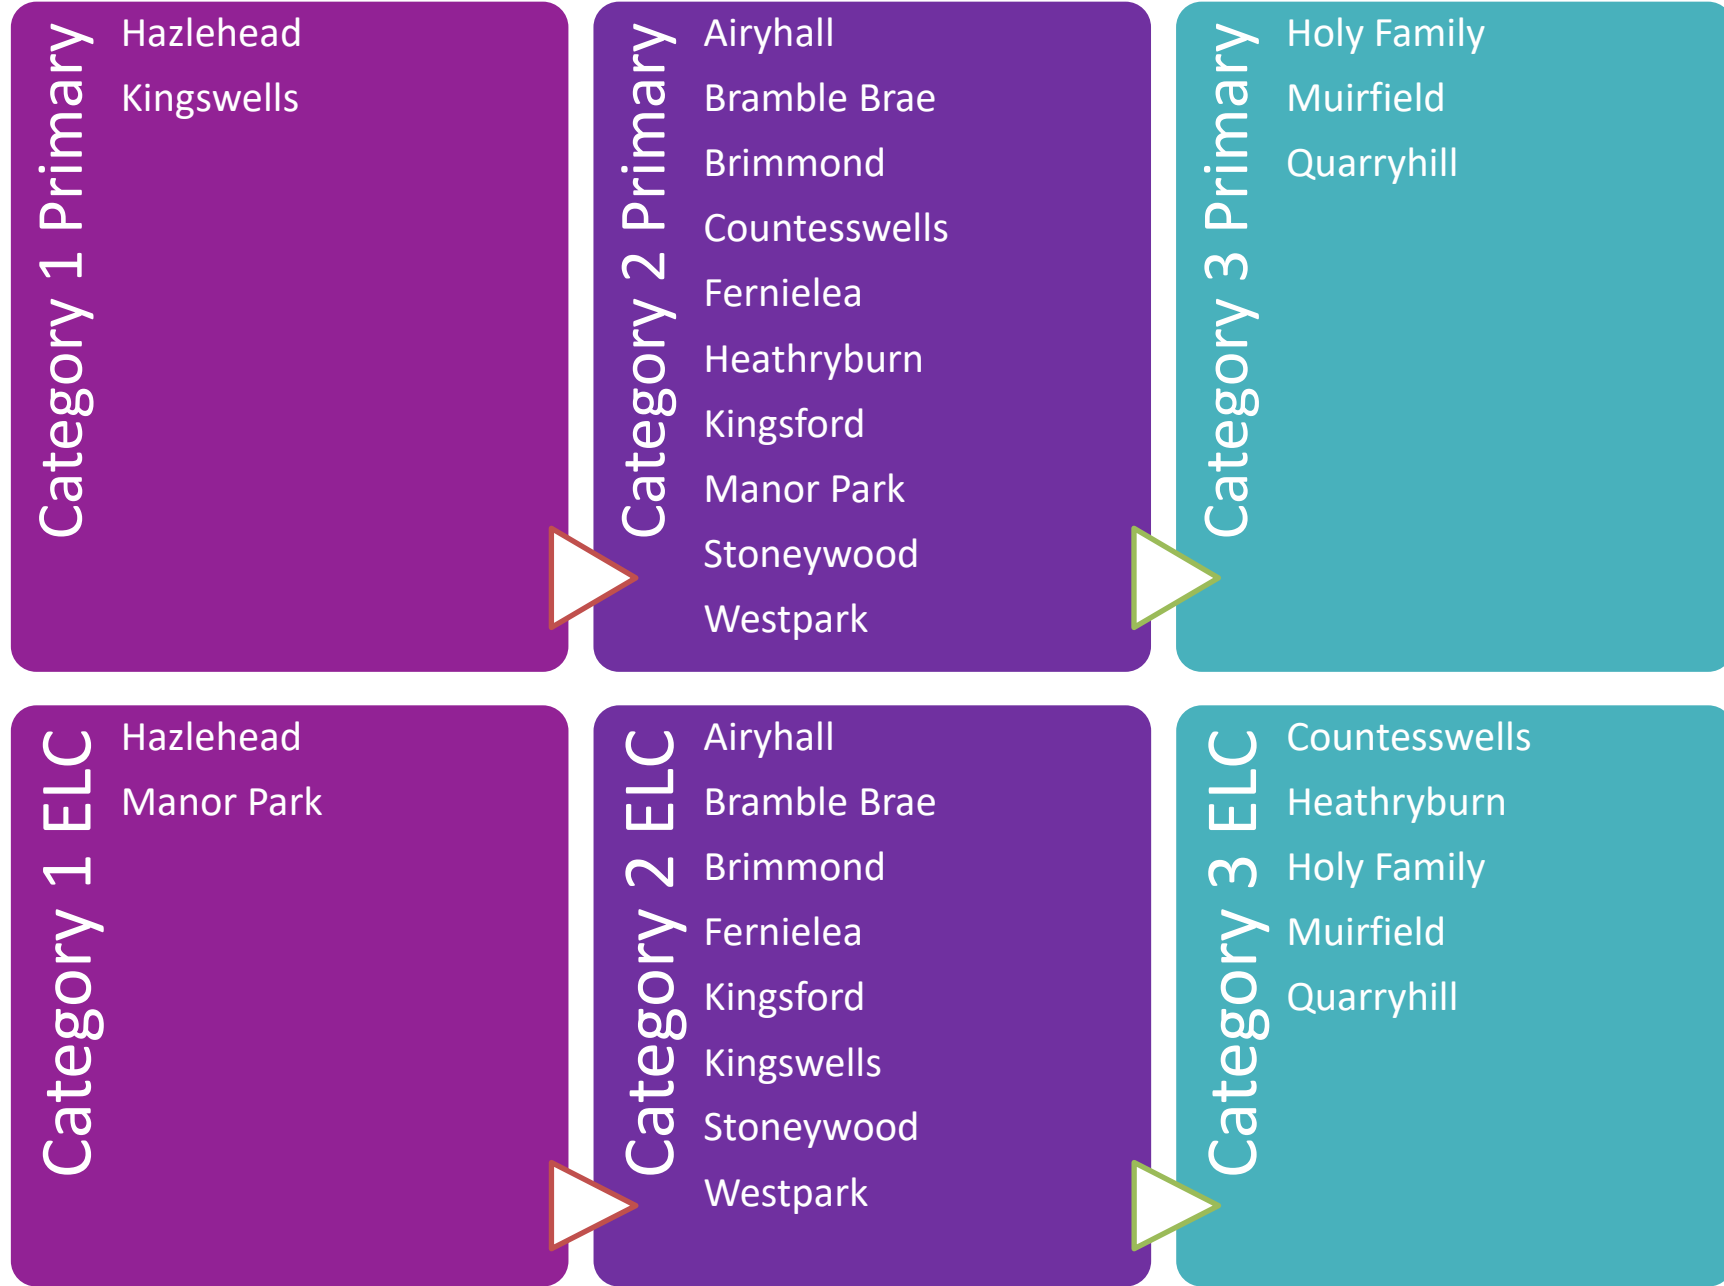 Category 1 Primary
Hazlehead
Kingswells
Category 2 Primary
Airyhall
Bramble Brae
Brimmond
Countesswells
Fernielea
Heathryburn
Kingsford
Manor Park
Stoneywood
Westpark
Category 3 Primary
Holy Family
Muirfield
Quarryhill
Category 1 ELC
Hazlehead
Manor Park
Category 2 ELC
Airyhall
Bramble Brae
Brimmond
Fernielea
Kingsford
Kingswells
Stoneywood
Westpark
Category 3 ELC
Countesswells
Heathryburn
Holy Family
Muirfield
Quarryhill